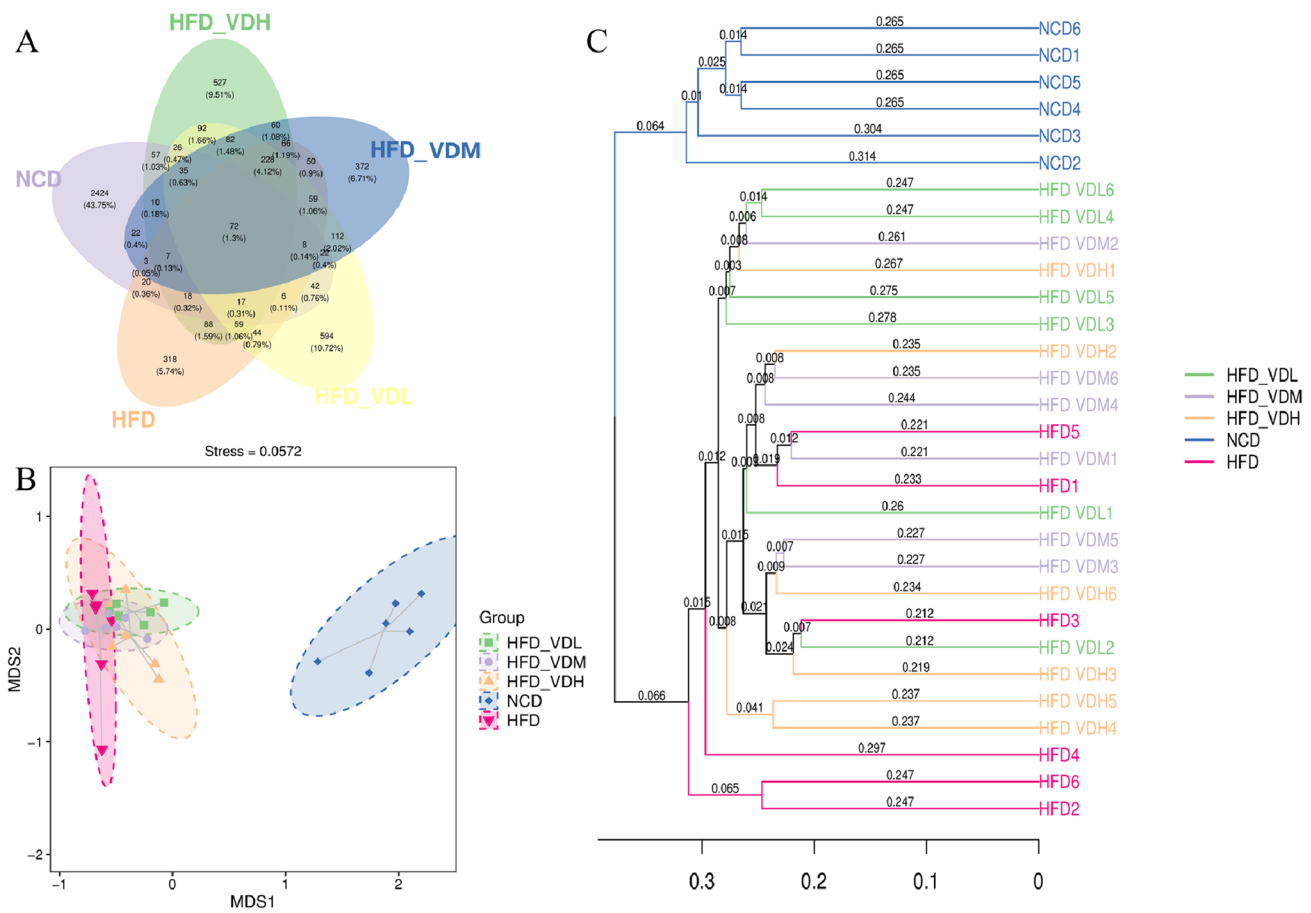 A
HFD_VDH
527
(9.51%)
92
(1.66%)
60
(1.08%)
82
(1.48%)
66
(1.19%)
26
(0.47%)
57
(1.03%)
228
(4.12%)
50
(0.9%)
HFD_VDM
372
(6.71%)
35
(0.63%)
NCD
2424
(43.75%)
10
(0.18%)
59
(1.06%)
72
(1.3%)
22
(0.4%)
112
(2.02%)
8
(0.14%)
22
(0.4%)
3
(0.05%)
7
(0.13%)
20
(0.36%)
18
(0.32%)
17
(0.31%)
6
(0.11%)
42
(0.76%)
88
(1.59%)
59
(1.06%)
44
(0.79%)
594
(10.72%)
318
(5.74%)
HFD
HFD_VDL
B
Stress = 0.0572
MDS2
1
0
−1
−2
−1
0
1
2
MDS1
Group
HFD_VDL
HFD_VDM
HFD_VDH
NCD
HFD
C
0.265
NCD6
0.014
0.265
NCD1
0.025
0.265
NCD5
0.014
0.01
0.265
NCD4
0.064
0.304
NCD3
0.314
NCD2
0.247
HFD VDL6
0.014
0.247
HFD VDL4
0.006
0.261
HFD VDM2
0.008
0.267
HFD VDH1
0.003
0.275
HFD VDL5
0.007
0.278
HFD VDL3
0.235
HFD VDH2
0.008
0.235
HFD VDM6
0.008
0.244
HFD VDM4
0.008
0.221
HFD5
0.012
0.221
HFD VDM1
0.012
0.019
0.233
HFD1
0.26
HFD VDL1
0.227
HFD VDM5
0.015
0.007
0.227
HFD VDM3
0.009
0.234
HFD VDH6
0.015
0.021
0.212
HFD3
0.008
0.007
0.212
HFD VDL2
0.024
0.219
HFD VDH3
0.237
HFD VDH5
0.041
0.237
HFD VDH4
0.066
0.297
HFD4
0.247
HFD6
0.065
0.247
HFD2
0.3
0.2
0.1
0
HFD_VDL
HFD_VDM
HFD_VDH
NCD
HFD